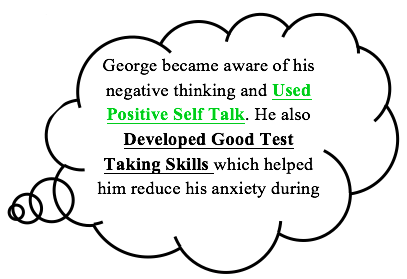 George became aware of his
negative thinking and Used
Positive Self Talk. He also
Developed Good Test
Taking Skills which helped
him reduce his anxiety during